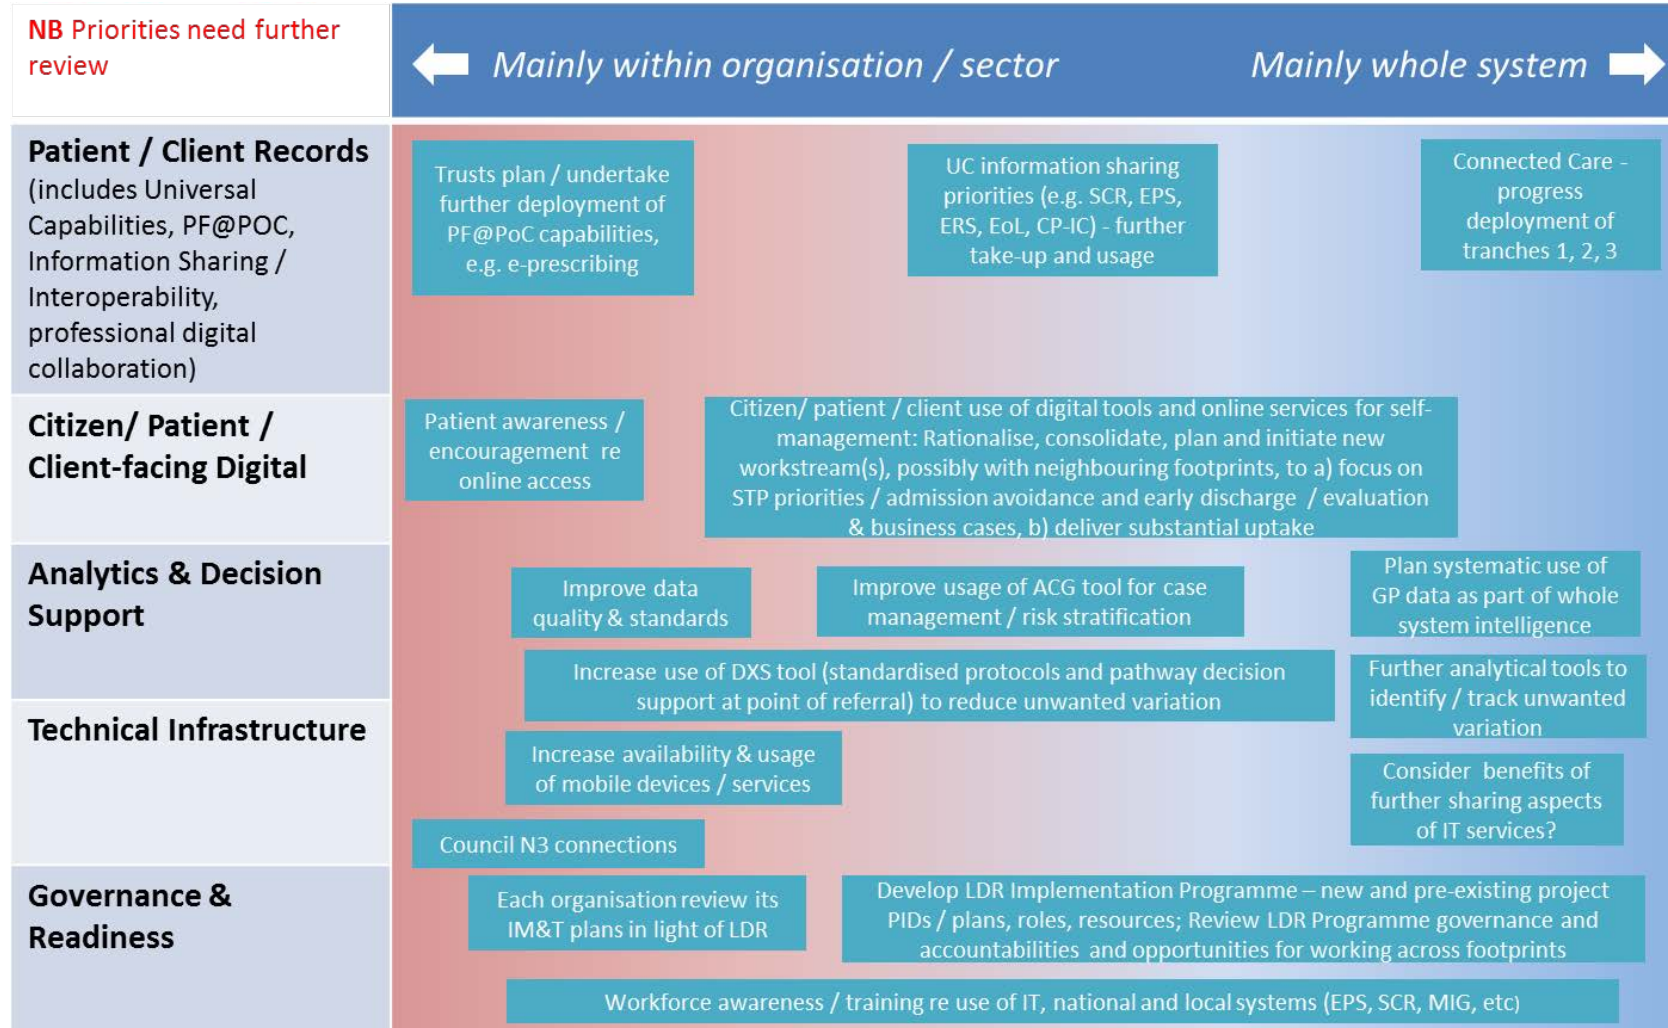 NB Priorities need further
review
Mainly within organisation / sector
Mainly whole system
Patient / Client Records
(includes Universal
Capabilities, PF@POC,
Information Sharing /
Interoperability,
professional digital
collaboration)
Trusts plan / undertake
further deployment of
PF@PoC capabilities,
e.g. e-prescribing
UC information sharing
priorities (e.g. SCR, EPS,
ERS, EoL, CP-IC) - further
take-up and usage
Connected Care -
progress
deployment of
tranches 1, 2, 3
Citizen/ Patient /
Client-facing Digital
Patient awareness /
encouragement re
online access
Citizen/ patient / client use of digital tools and online services for self-
management: Rationalise, consolidate, plan and initiate new
workstream(s), possibly with neighbouring footprints, to a) focus on
STP priorities / admission avoidance and early discharge / evaluation
& business cases, b) deliver substantial uptake
Analytics & Decision
Support
Improve data
quality & standards
Improve usage of ACG tool for case
management / risk stratification
Plan systematic use of
GP data as part of whole
system intelligence
Increase use of DXS tool (standardised protocols and pathway decision
support at point of referral) to reduce unwanted variation
Further analytical tools to
identify / track unwanted
variation
Technical Infrastructure
Increase availability & usage
of mobile devices / services
Consider benefits of
further sharing aspects
of IT services?
Council N3 connections
Governance &
Readiness
Each organisation review its
IM&T plans in light of LDR
Develop LDR Implementation Programme – new and pre-existing project
PIDs / plans, roles, resources; Review LDR Programme governance and
accountabilities and opportunities for working across footprints
Workforce awareness / training re use of IT, national and local systems (EPS, SCR, MIG, etc)